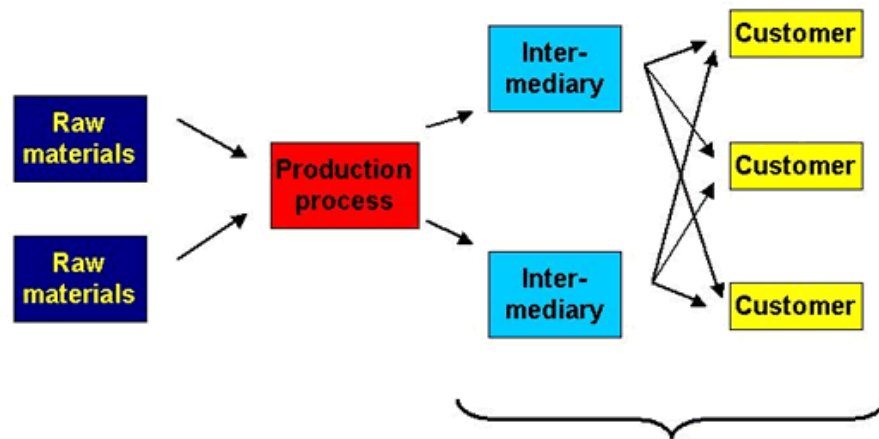 Raw
materials
Raw
materials
Production
process
Inter-
mediary
Inter-
mediary
Customer
Customer
Customer